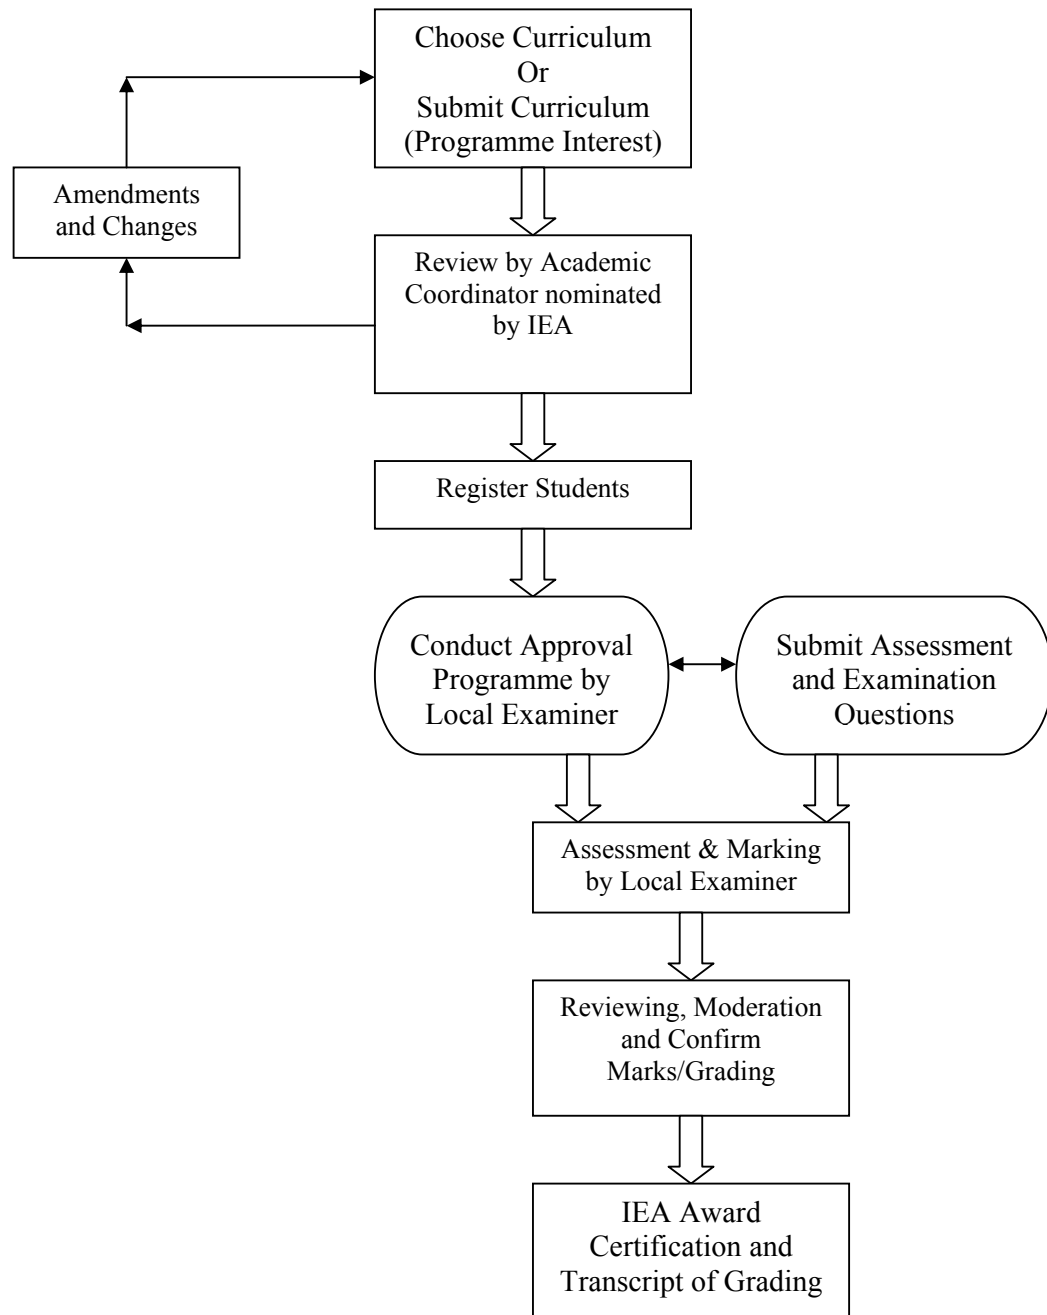 Choose Curriculum
Or
Submit Curriculum
(Programme Interest)
Amendments
and Changes
Review by Academic
Coordinator nominated
by IEA
Register Students
Conduct Approval
Programme by
Local Examiner
Submit Assessment
and Examination
Ouestions
Assessment & Marking
by Local Examiner
Reviewing, Moderation
and Confirm
Marks/Grading
IEA Award
Certification and
Transcript of Grading